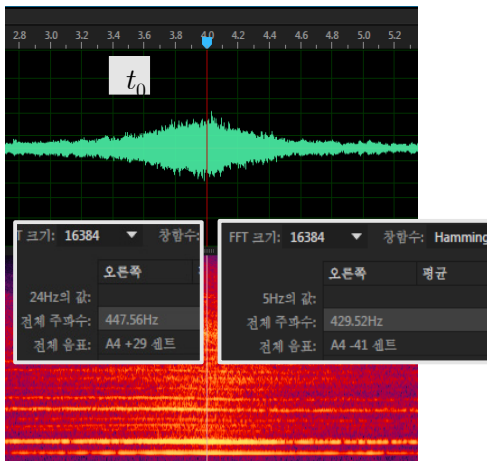 2.8 3.0 3.2 3.4 3.6 3.8 4.0 4.2 4.4 4.6 4.8 5.0 5.2
t₀
T 크기: 16384 창함수:
오른쪽
24Hz의 값:
전체 주파수: 447.56Hz
전체 음표: A4 +29 센트
FFT 크기: 16384 창함수: Hamming
오른쪽 평균
5Hz의 값:
전체 주파수: 429.52Hz
전체 음표: A4 -41 센트